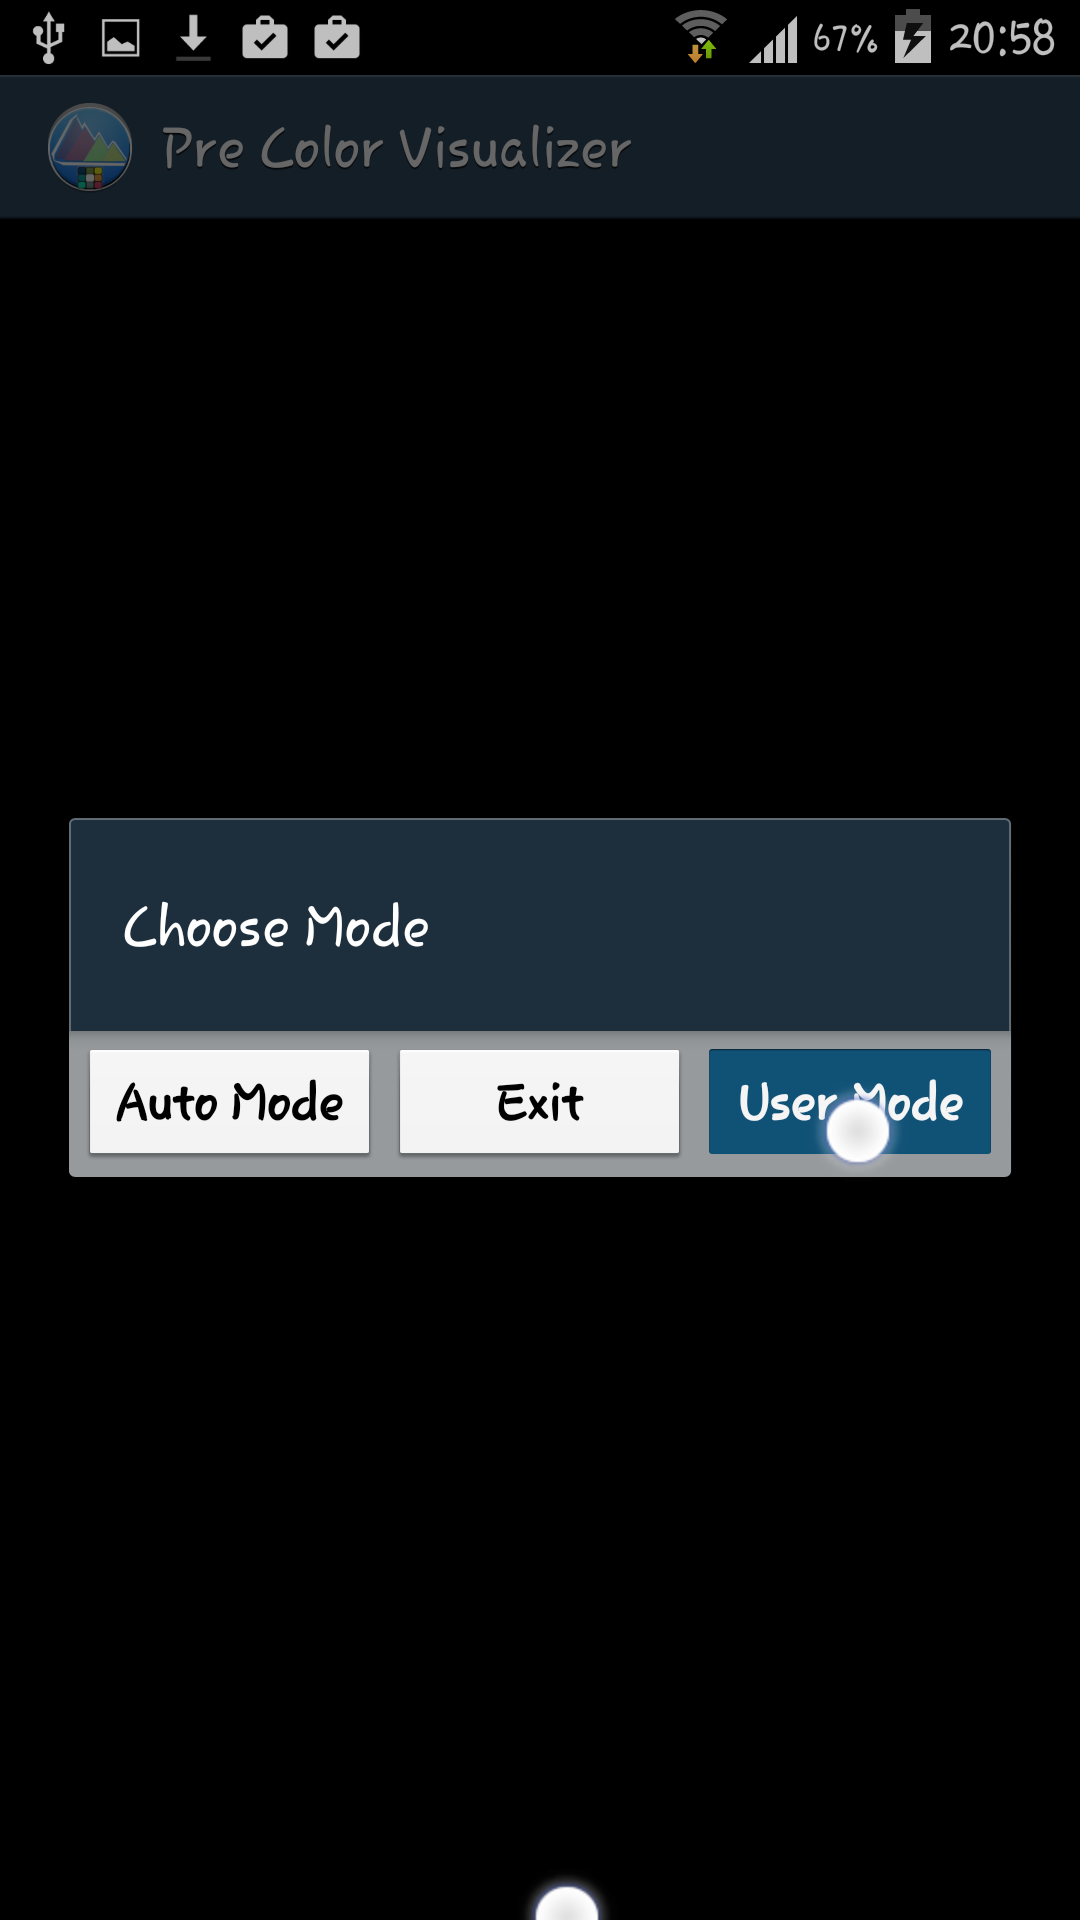 67% 20:58
Pre Color Visualizer
Choose Mode
Auto Mode Exit User Mode